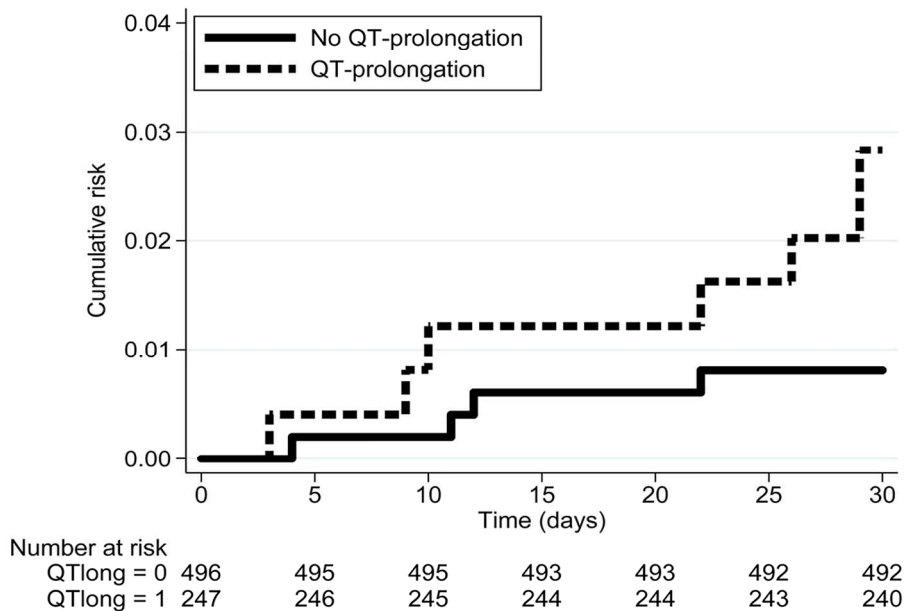 No QT-prolongation
QT-prolongation
0.04
0.03
0.02
0.01
0.00
Cumulative risk
0 5 10 15 20 25 30
Time (days)
Number at risk
QTlong = 0 496 495 495 493 493 492 492
QTlong = 1 247 246 245 244 244 243 240